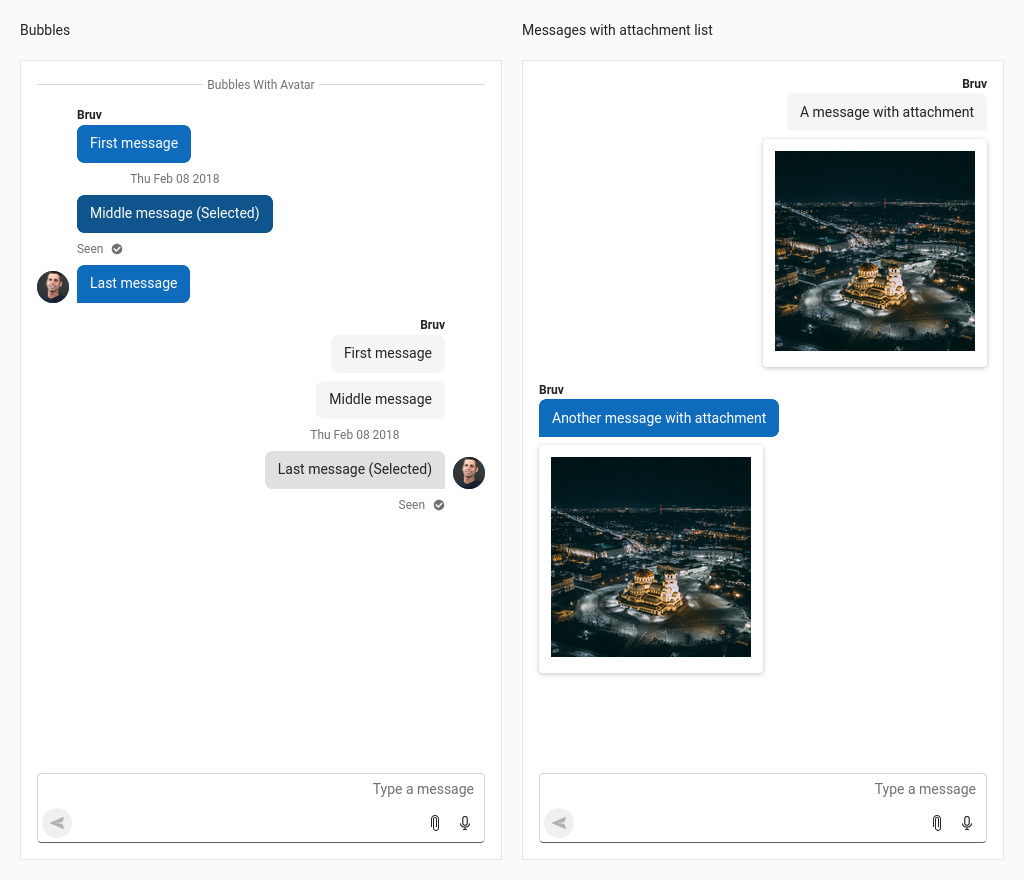 Bubbles
Bubbles With Avatar
Bruv
First message
Thu Feb 08 2018
Middle message (Selected)
Seen
Last message
Bruv
First message
Middle message
Thu Feb 08 2018
Last message (Selected)
Seen
Type a message
Messages with attachment list
Bruv
A message with attachment
Bruv
Another message with attachment
Type a message